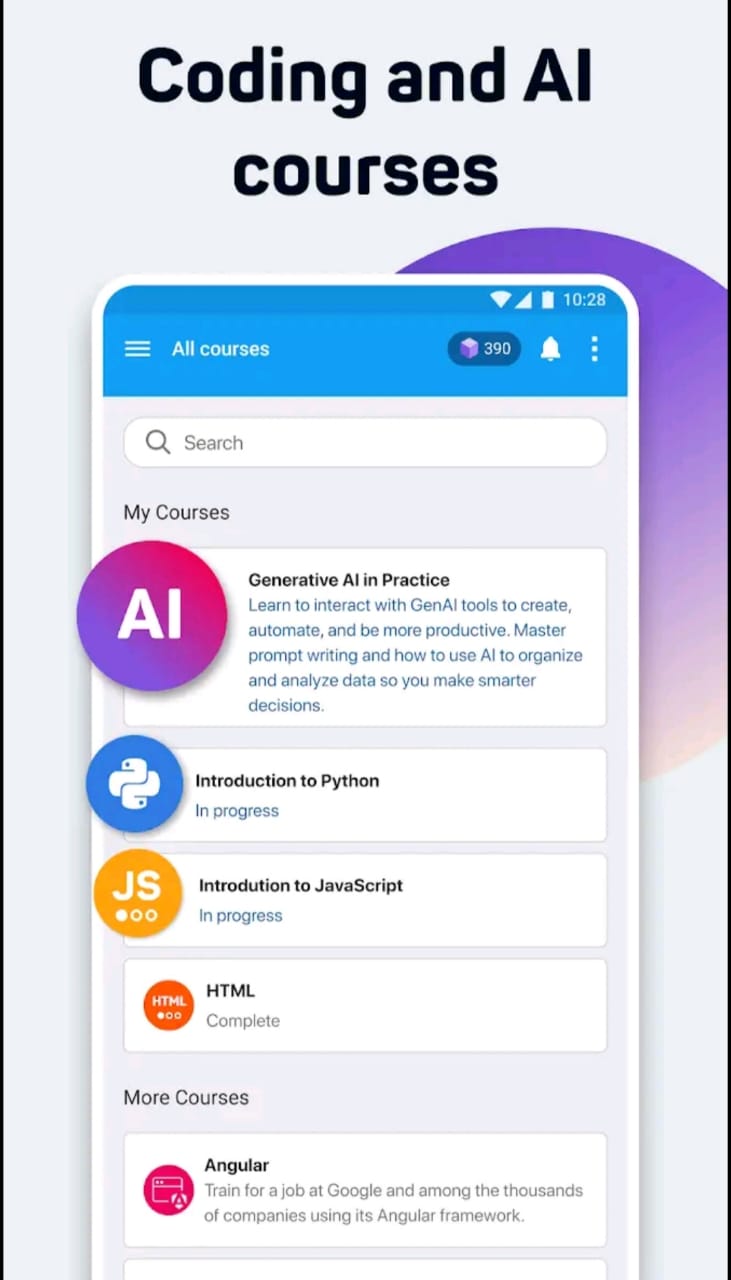 Coding and AI
courses
10:28
All courses
390
Search
My Courses
AI
Generative AI in Practice
Learn to interact with GenAI tools to create,
automate, and be more productive. Master
prompt writing and how to use AI to organize
and analyze data so you make smarter
decisions.
Introduction to Python
In progress
JS
Introdution to JavaScript
In progress
HTML
HTML
Complete
More Courses
Angular
Train for a job at Google and among the thousands
of companies using its Angular framework.